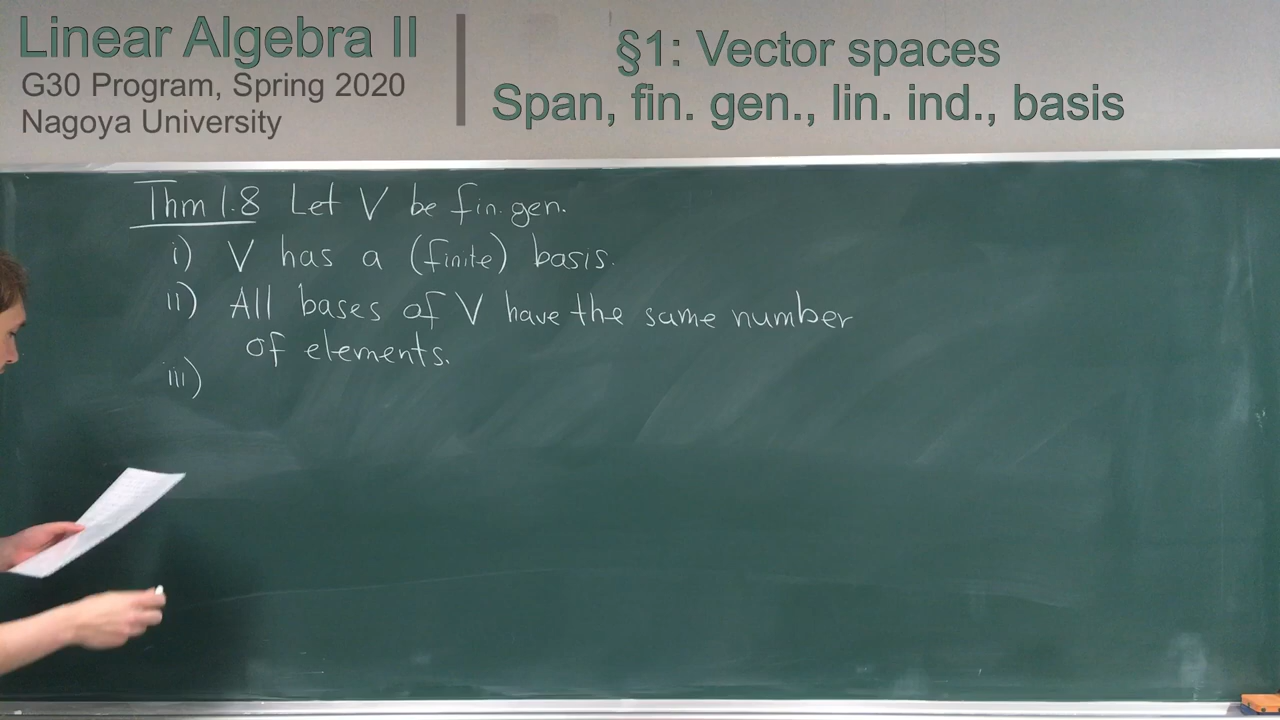 Linear Algebra II
G30 Program, Spring 2020
Nagoya University
§1: Vector spaces
Span, fin. gen., lin. ind., basis
Thm 1.8 Let V be fin. gen.
i) V has a (finite) basis.
ii) All bases of V have the same number
of elements.
iii)